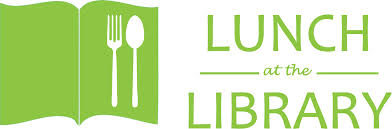 LUNCH
at the
LIBRARY